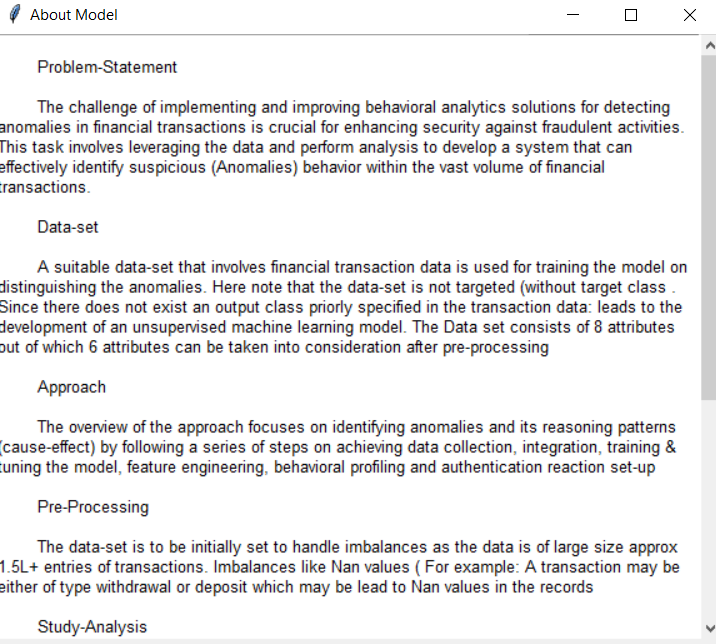 About Model
Problem-Statement
The challenge of implementing and improving behavioral analytics solutions for detecting
anomalies in financial transactions is crucial for enhancing security against fraudulent activities.
This task involves leveraging the data and perform analysis to develop a system that can
effectively identify suspicious (Anomalies) behavior within the vast volume of financial
transactions.
Data-set
A suitable data-set that involves financial transaction data is used for training the model on
distinguishing the anomalies. Here note that the data-set is not targeted (without target class .
Since there does not exist an output class priorly specified in the transaction data: leads to the
development of an unsupervised machine learning model. The Data set consists of 8 attributes
out of which 6 attributes can be taken into consideration after pre-processing
Approach
The overview of the approach focuses on identifying anomalies and its reasoning patterns
(cause-effect) by following a series of steps on achieving data collection, integration, training &
tuning the model, feature engineering, behavioral profiling and authentication reaction set-up
Pre-Processing
The data-set is to be initially set to handle imbalances as the data is of large size approx
1.5L+ entries of transactions. Imbalances like Nan values ( For example: A transaction may be
either of type withdrawal or deposit which may be lead to Nan values in the records
Study-Analysis